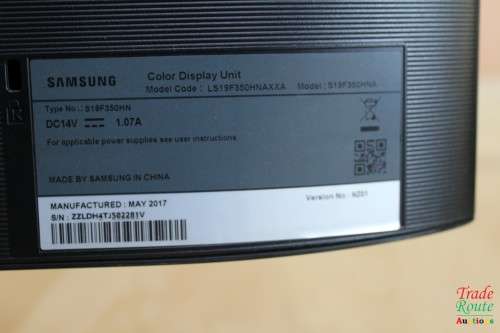 SAMSUNG
Color Display Unit
Model Code : LS19F350HNAXXA Model : S19F350HNA
Type No : S19F350HN
DC14V 1.07A
For applicable power supplies see user instructions.
MADE BY SAMSUNG IN CHINA
MANUFACTURED : MAY 2017
Version No : N201
S/N : ZZLDH4TJ502281V
Trade
Route
Auctions